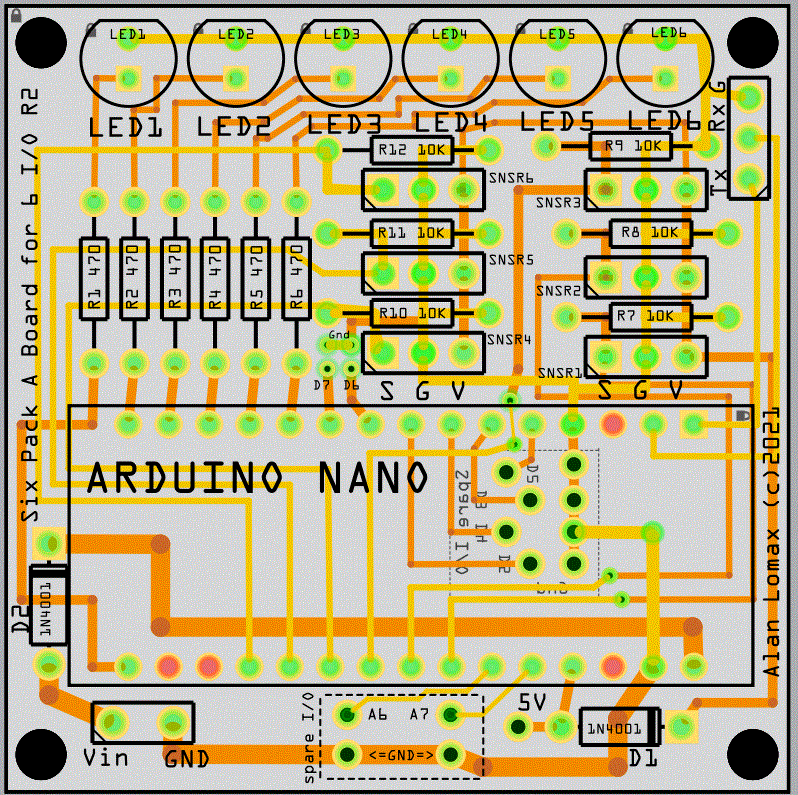 LED1 LED2 LED3 LED4 LED5 LED6
LED1 LED2 LED3 LED4 LED5 LED6
Rx G
Tx
R12 10K
R9 10K
SNSR6
SNSR3
R11 10K
R8 10K
SNSR5
SNSR2
R1 470
R2 470
R3 470
R4 470
R5 470
R6 470
R10 10K
R7 10K
Gnd
SNSR4
SNSR1
D7 D6
S G V
S G V
Six Pack A Board for 6 I/O R2
ARDUINO NANO
Spare I/O
D5
D3
D4
D2
Gnd
Alan Lomax (c)2021
D2
1N4001
Vin GND
spare I/O
A6 A7
<=GND=>
5V
1N4001
D1